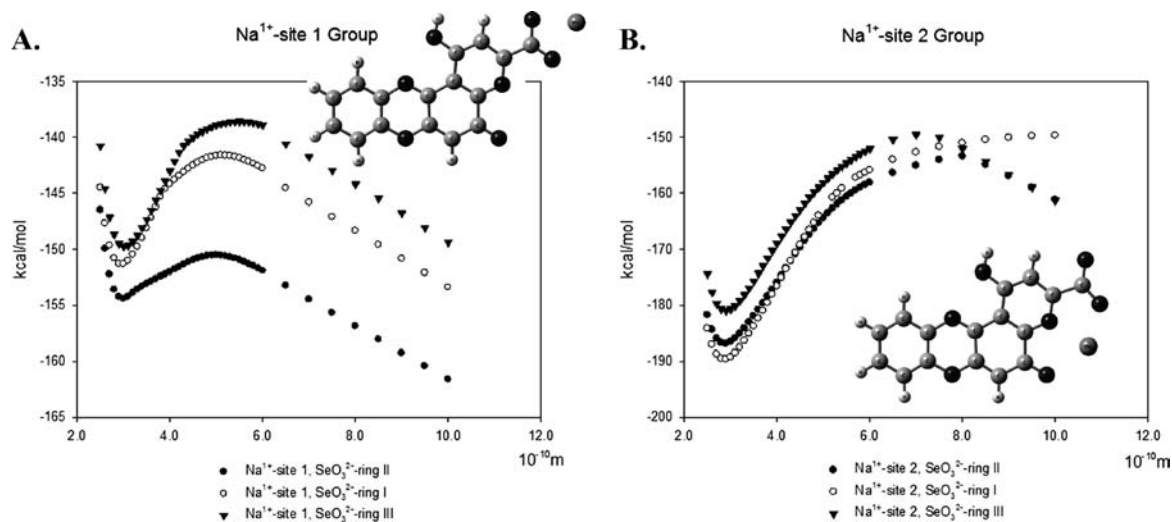 A.
Na¹⁺-site 1 Group
kcal/mol
-135
-140
-145
-150
-155
-160
-165
2.0 4.0 6.0 8.0 10.0 12.0
10⁻¹⁰m
Na¹⁺-site 1, SeO₃²⁻-ring II
Na¹⁺-site 1, SeO₃²⁻-ring I
Na¹⁺-site 1, SeO₃²⁻-ring III
B.
Na¹⁺-site 2 Group
kcal/mol
-140
-150
-160
-170
-180
-190
-200
2.0 4.0 6.0 8.0 10.0 12.0
10⁻¹⁰m
Na¹⁺-site 2, SeO₃²⁻-ring II
Na¹⁺-site 2, SeO₃²⁻-ring I
Na¹⁺-site 2, SeO₃²⁻-ring III